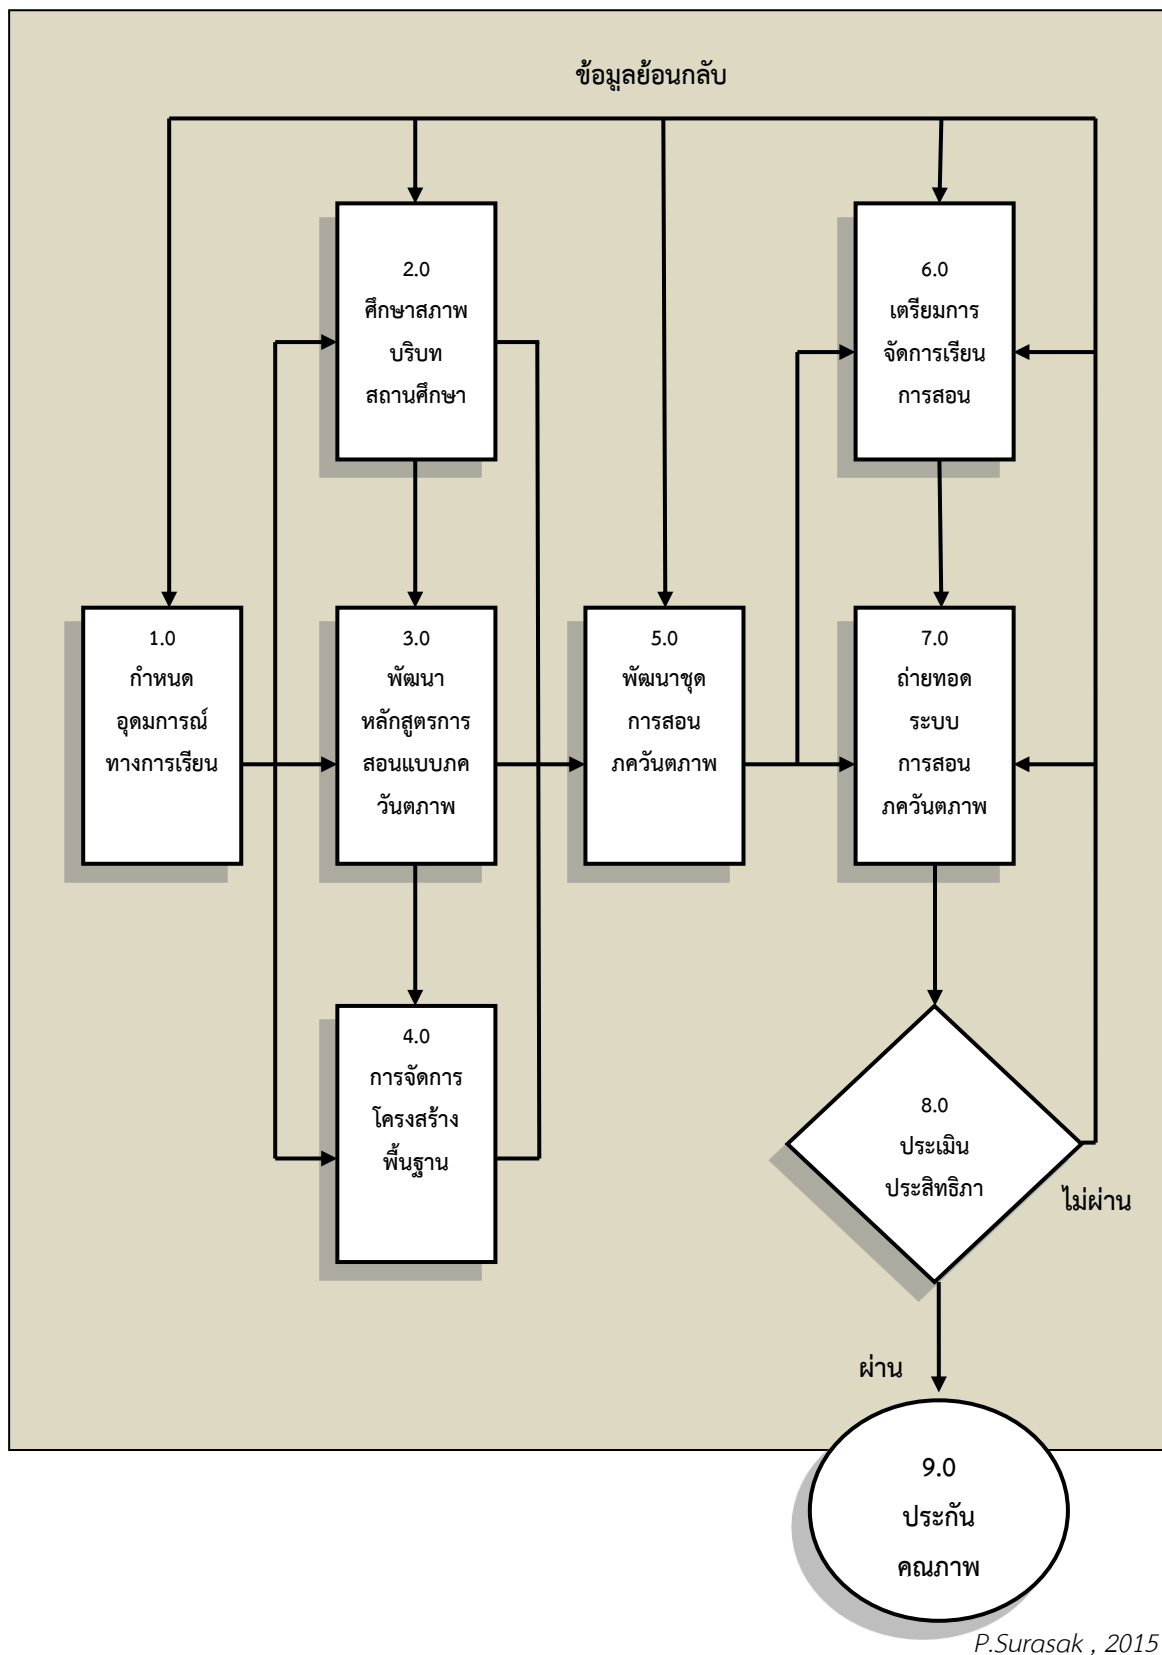 ข้อมูลย้อนกลับ
2.0
ศึกษาสภาพ
บริบท
สถานศึกษา
6.0
เตรียมการ
จัดการเรียน
การสอน
1.0
กำหนด
อุดมการณ์
ทางการเรียน
3.0
พัฒนา
หลักสูตรการ
สอนแบบภค
วันตภาพ
5.0
พัฒนาชุด
การสอน
ภควันตภาพ
7.0
ถ่ายทอด
ระบบ
การสอน
ภควันตภาพ
4.0
การจัดการ
โครงสร้าง
พื้นฐาน
8.0
ประเมิน
ประสิทธิภา
ไม่ผ่าน
ผ่าน
9.0
ประกัน
คณภาพ
P.Surasak , 2015